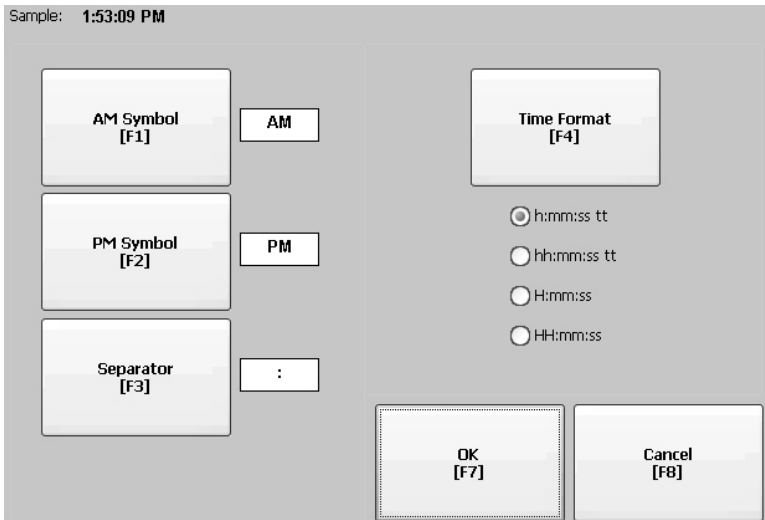 Sample: 1:53:09 PM
AM Symbol
[F1]
AM
PM Symbol
[F2]
PM
Separator
[F3]
:
Time Format
[F4]
h:mm:ss tt
hh:mm:ss tt
H:mm:ss
HH:mm:ss
OK
[F7]
Cancel
[F8]